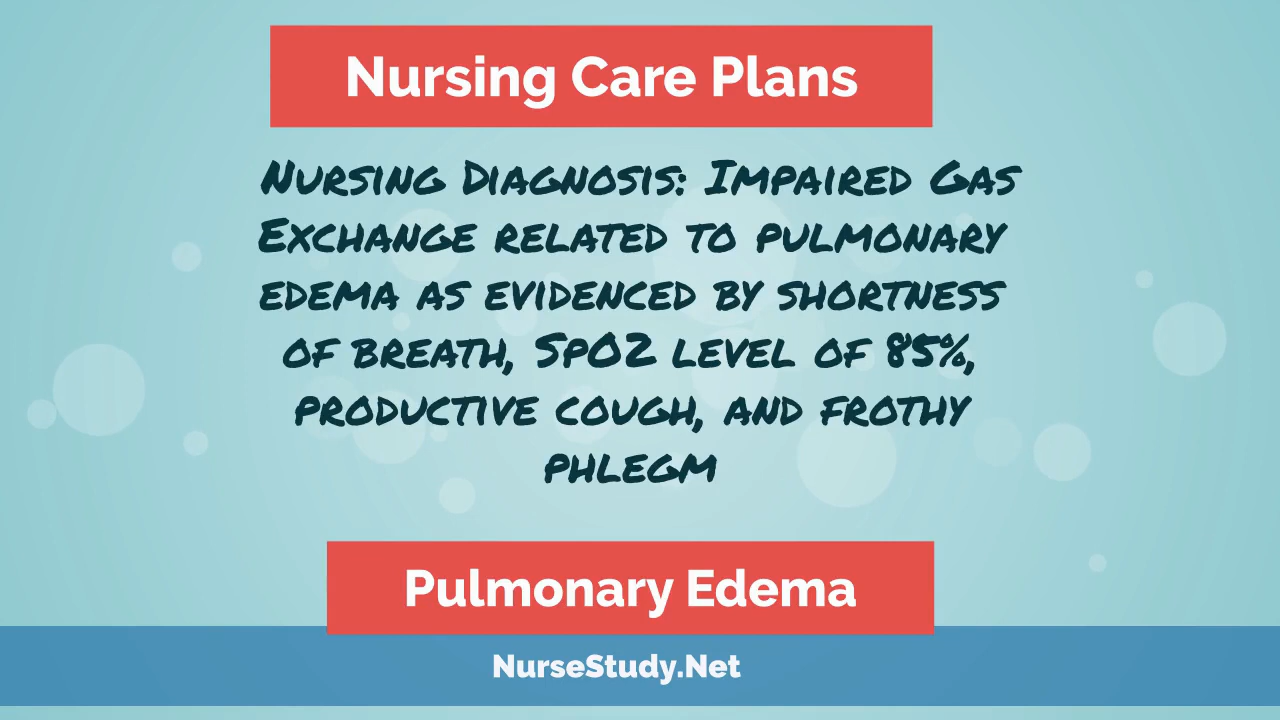 Nursing Care Plans
Nursing Diagnosis: Impaired Gas
Exchange related to pulmonary
edema as evidenced by shortness
of breath, SpO2 level of 85%,
productive cough, and frothy
phlegm
Pulmonary Edema
NurseStudy.Net